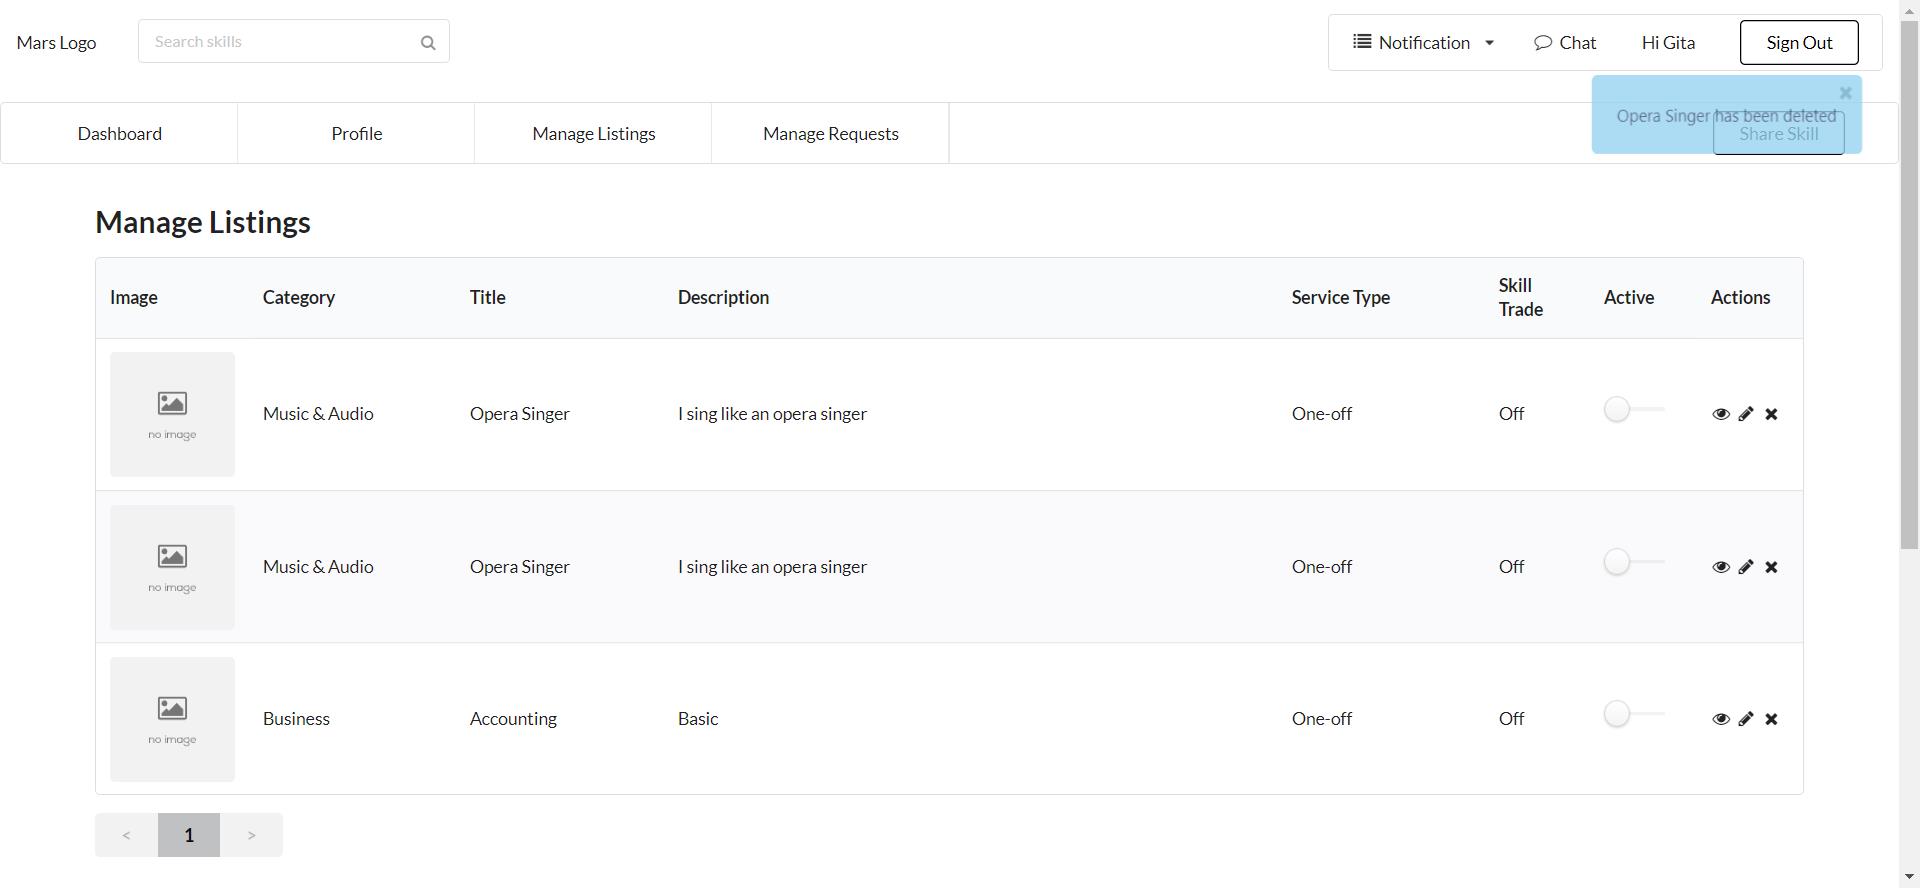 Mars Logo
Search skills
Notification
Chat
Hi Gita
Sign Out
Dashboard
Profile
Manage Listings
Manage Requests
Opera Singer has been deleted
Share Skill
Manage Listings
Image Category Title Description Service Type Skill Trade Active Actions
no image
Music & Audio Opera Singer I sing like an opera singer One-off Off
no image
Music & Audio Opera Singer I sing like an opera singer One-off Off
no image
Business Accounting Basic One-off Off
< 1 >